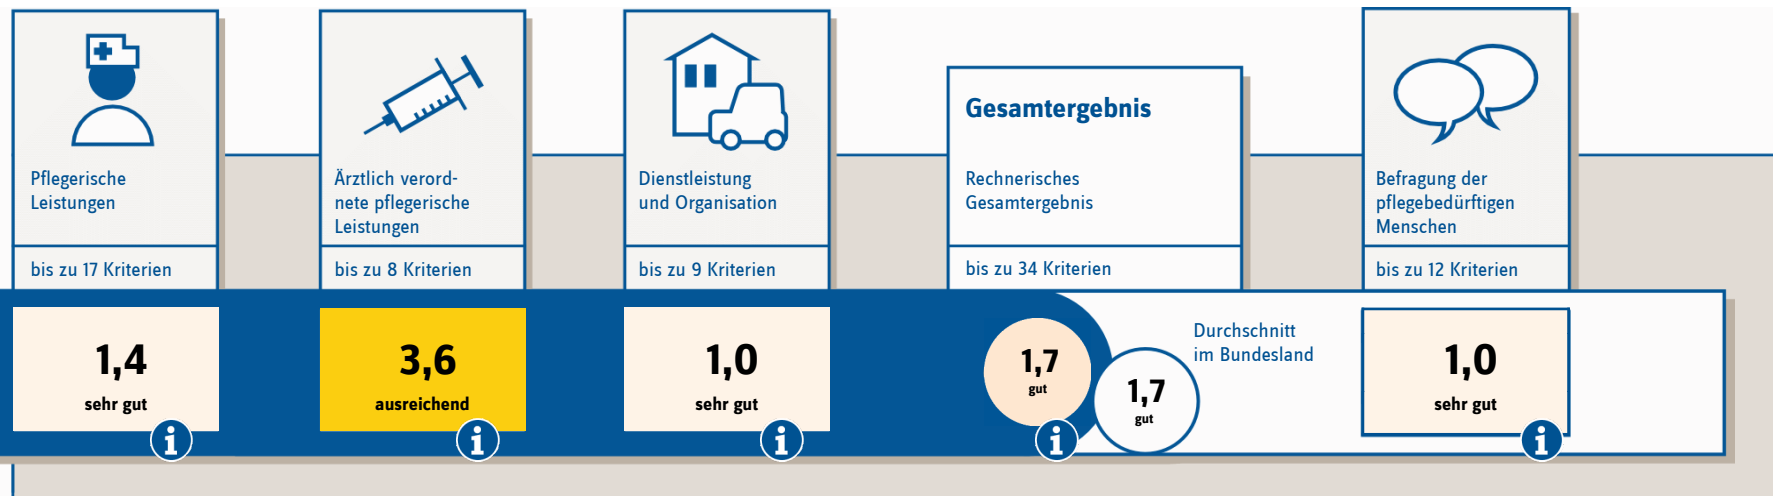 Pflegerische
Leistungen
bis zu 17 Kriterien
1,4
sehr gut
i
Ärztlich verord-
nete pflegerische
Leistungen
bis zu 8 Kriterien
3,6
ausreichend
i
Dienstleistung
und Organisation
bis zu 9 Kriterien
1,0
sehr gut
i
Gesamtergebnis
Rechnerisches
Gesamtergebnis
bis zu 34 Kriterien
1,7
gut
i
1,7
gut
Durchschnitt
im Bundesland
Befragung der
pflegebedürftigen
Menschen
bis zu 12 Kriterien
1,0
sehr gut
i